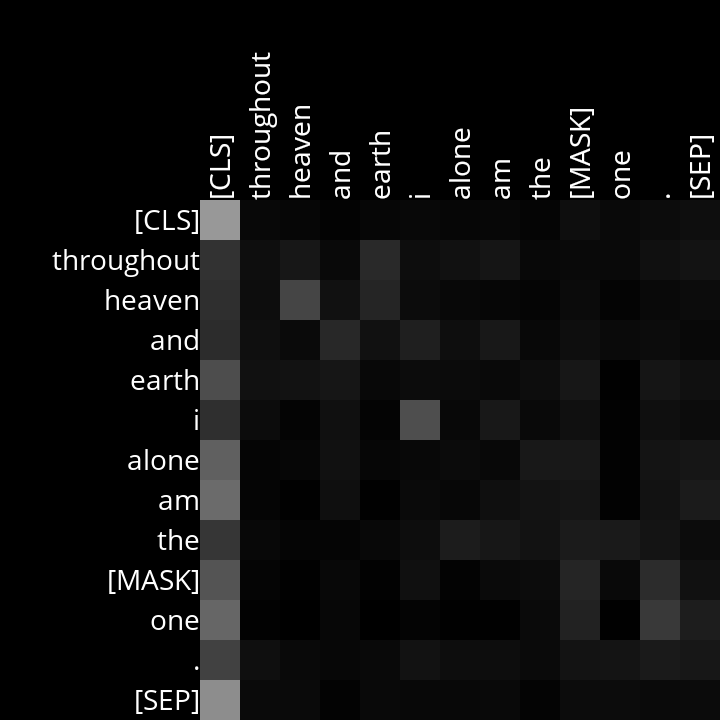 [CLS] throughout heaven and earth i alone am the [MASK] one . [SEP]
[CLS]
throughout
heaven
and
earth
i
alone
am
the
[MASK]
one
.
[SEP]